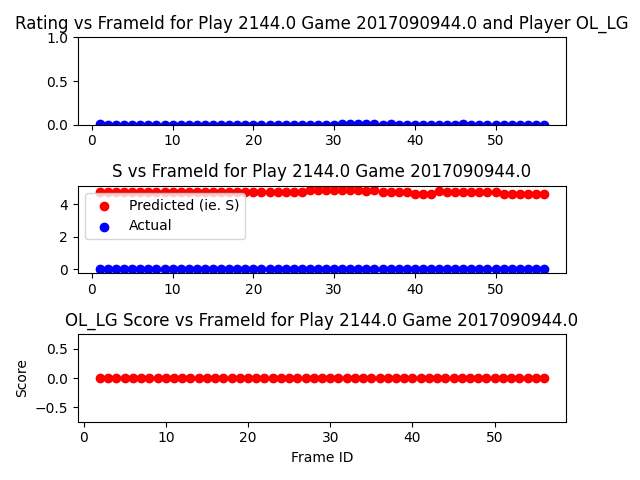 Rating vs FrameId for Play 2144.0 Game 2017090944.0 and Player OL_LG
1.0
0.5
0.0
0 10 20 30 40 50
S vs FrameId for Play 2144.0 Game 2017090944.0
4
2
0
Predicted (ie. S)
Actual
0 10 20 30 40 50
OL_LG Score vs FrameId for Play 2144.0 Game 2017090944.0
Score
0.5
0.0
−0.5
0 10 20 30 40 50
Frame ID